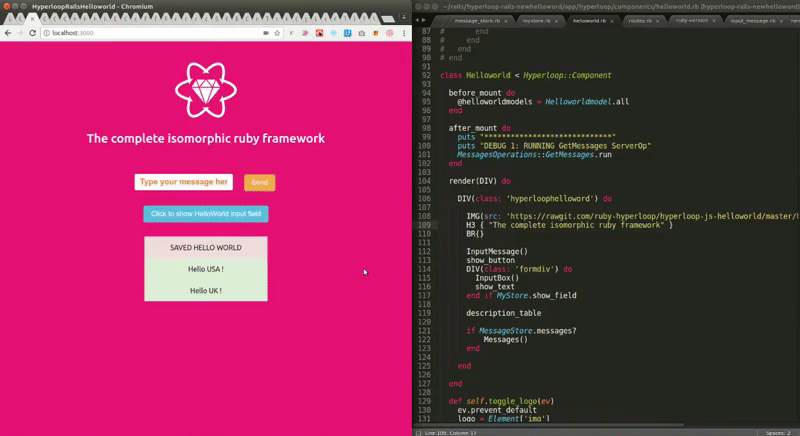 HyperloopRailsHelloworld - Chromium
localhost:3000
The complete isomorphic ruby framework
Type your message her
Send
Click to show HelloWorld input field
SAVED HELLO WORLD
Hello USA !
Hello UK !
~/rails/hyperloop-rails-newhelloword/app/hyperloop/components/helloworld.rb (hyperloop-rails-newhelloword)
message_store.rb
mystore.rb
helloworld.rb
routes.rb
ruby-version
input_message.rb
87 # end
88 # end
89 # end
90 # end
91
92 class Helloworld < Hyperloop::Component
93
94 before_mount do
95 @helloworldmodels = Helloworldmodel.all
96 end
97
98 after_mount do
99 puts "****************************"
100 puts "DEBUG 1: RUNNING GetMessages ServerOp"
101 MessagesOperations::GetMessages.run
102 end
103
104 render(DIV) do
105
106 DIV(class: 'hyperloophelloword') do
107
108 IMG(src: 'https://rawgit.com/ruby-hyperloop/hyperloop-js-helloworld/master/
109 H3 { "The complete isomorphic ruby framework" }
110 BR{}
111
112 InputMessage()
113 show_button
114 DIV(class: 'formdiv') do
115 InputBox()
116 show_text
117 end if MyStore.show_field
118
119 description_table
120
121 if MessageStore.messages?
122 Messages()
123 end
124
125 end
126
127 end
128
129 def self.toggle_logo(ev)
130 ev.prevent_default
131 logo = Element['img']
Line 109, Column 17
Spaces: 2